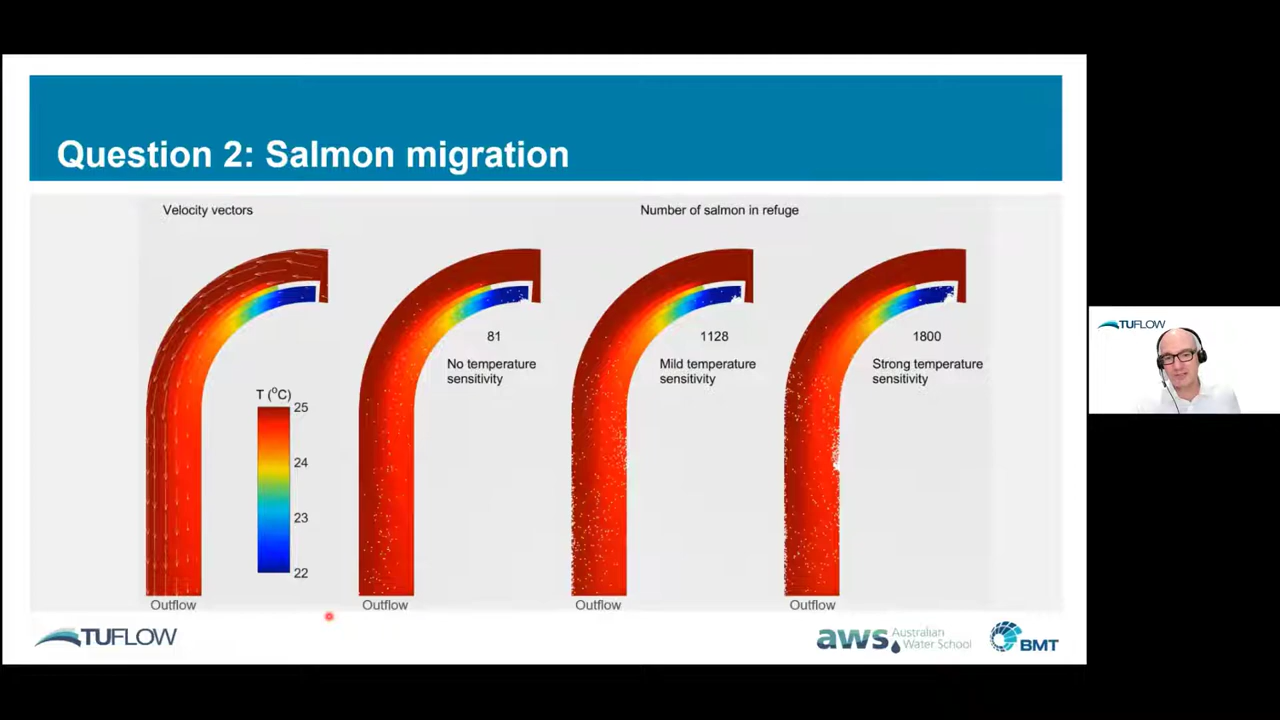 Question 2: Salmon migration
Velocity vectors
Number of salmon in refuge
81
1128
1800
No temperature
sensitivity
Mild temperature
sensitivity
Strong temperature
sensitivity
T (°C)
25
24
23
22
Outflow
Outflow
Outflow
Outflow
TUFLOW
aws Australian
Water School
BMT
TUFLOW